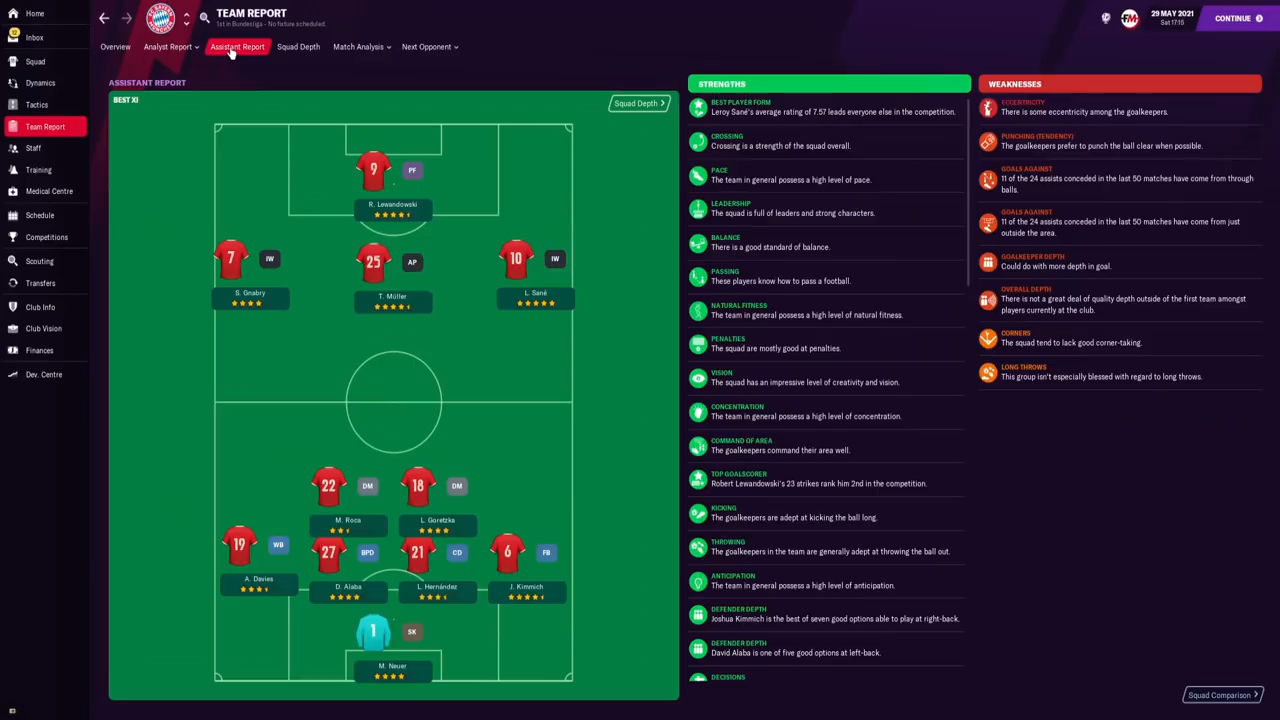 Home
Inbox
Squad
Dynamics
Tactics
Team Report
Staff
Training
Medical Centre
Schedule
Competitions
Scouting
Transfers
Club Info
Club Vision
Finances
Dev. Centre
TEAM REPORT
1st in Bundesliga - No fixture scheduled.
29 MAY 2021
Sat 17:15
FM
CONTINUE
Overview
Analyst Report
Assistant Report
Squad Depth
Match Analysis
Next Opponent
ASSISTANT REPORT
BEST XI
Squad Depth
9 PF
R. Lewandowski
7 IW
25 AP
10 IW
S. Gnabry
T. Müller
L. Sané
22 DM
18 DM
M. Roca
L. Goretzka
19 WB
27 BPD
21 CD
6 FB
A. Davies
D. Alaba
L. Hernández
J. Kimmich
1 SK
M. Neuer
STRENGTHS
BEST PLAYER FORM
Leroy Sané's average rating of 7.57 leads everyone else in the competition.
CROSSING
Crossing is a strength of the squad overall.
PACE
The team in general possess a high level of pace.
LEADERSHIP
The squad is full of leaders and strong characters.
BALANCE
There is a good standard of balance.
PASSING
These players know how to pass a football.
NATURAL FITNESS
The team in general possess a high level of natural fitness.
PENALTIES
The squad are mostly good at penalties.
VISION
The squad has an impressive level of creativity and vision.
CONCENTRATION
The team in general possess a high level of concentration.
COMMAND OF AREA
The goalkeepers command their area well.
TOP GOALSCORER
Robert Lewandowski's 23 strikes rank him 2nd in the competition.
KICKING
The goalkeepers are adept at kicking the ball long.
THROWING
The goalkeepers in the team are generally adept at throwing the ball out.
ANTICIPATION
The team in general possess a high level of anticipation.
DEFENDER DEPTH
Joshua Kimmich is the best of seven good options able to play at right-back.
DEFENDER DEPTH
David Alaba is one of five good options at left-back.
DECISIONS
WEAKNESSES
ECCENTRICITY
There is some eccentricity among the goalkeepers.
PUNCHING (TENDENCY)
The goalkeepers prefer to punch the ball clear when possible.
GOALS AGAINST
11 of the 24 assists conceded in the last 50 matches have come from through
balls.
GOALS AGAINST
11 of the 24 assists conceded in the last 50 matches have come from just
outside the area.
GOALKEEPER DEPTH
Could do with more depth in goal.
OVERALL DEPTH
There is not a great deal of quality depth outside of the first team amongst
players currently at the club.
CORNERS
The squad tend to lack good corner-taking.
LONG THROWS
This group isn't especially blessed with regard to long throws.
Squad Comparison